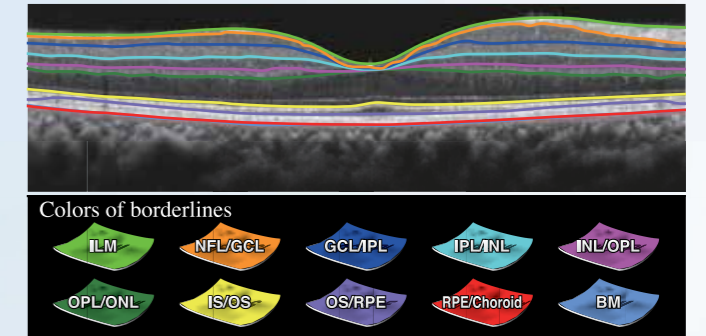 Colors of borderlines
ILM NFL/GCL GCL/IPL IPL/INL INL/OPL
OPL/ONL IS/OS OS/RPE RPE/Choroid BM